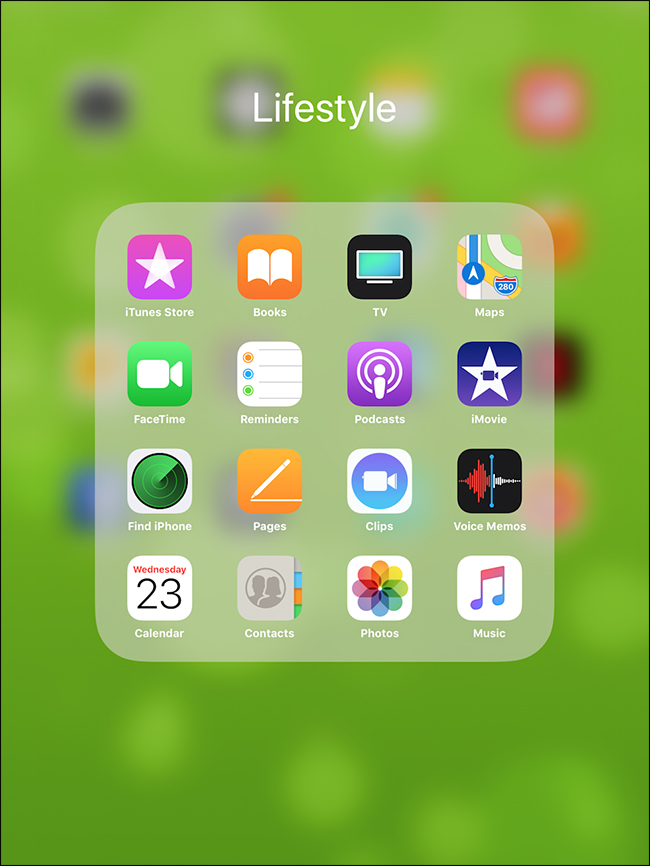 Lifestyle
280
iTunes Store Books TV Maps
FaceTime Reminders Podcasts iMovie
Find iPhone Pages Clips Voice Memos
Wednesday
23
Calendar Contacts Photos Music